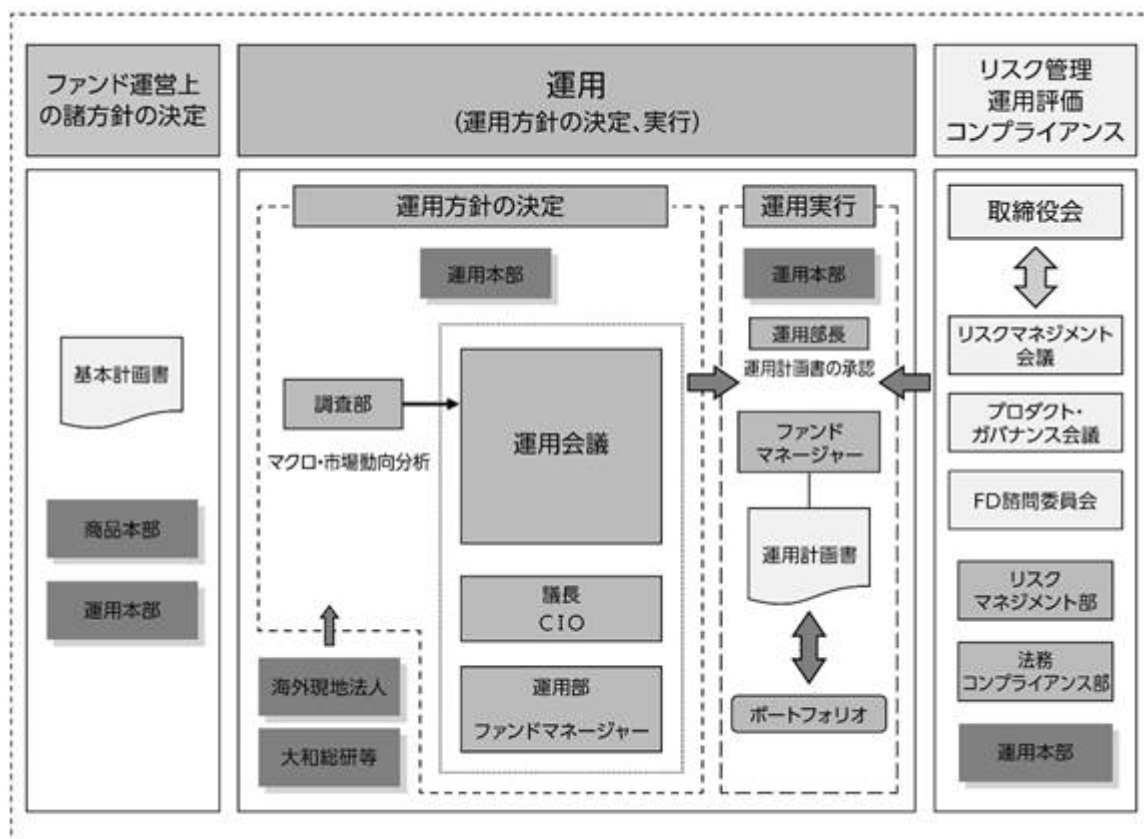 ファンド運営上
の諸方針の決定
運用
(運用方針の決定、実行)
リスク管理
運用評価
コンプライアンス
基本計画書
商品本部
運用本部
運用方針の決定
運用本部
調査部
マクロ・市場動向分析
運用会議
議長
CIO
運用部
ファンドマネージャー
海外現地法人
大和総研等
運用実行
運用本部
運用部長
運用計画書の承認
ファンド
マネージャー
運用計画書
ポートフォリオ
取締役会
リスクマネジメント
会議
プロダクト・
ガバナンス会議
FD諮問委員会
リスク
マネジメント部
法務
コンプライアンス部
運用本部